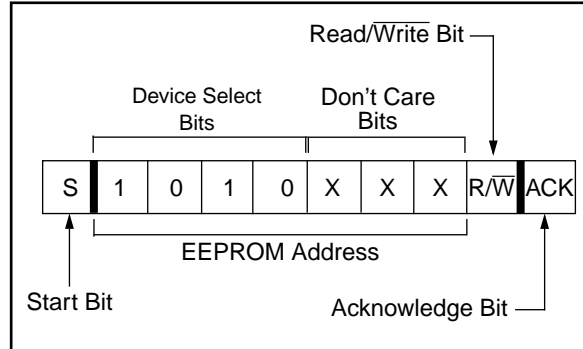 Read/Write Bit
Device Select
Bits
Don't Care
Bits
S 1 0 1 0 X X X R/W ACK
EEPROM Address
Start Bit
Acknowledge Bit